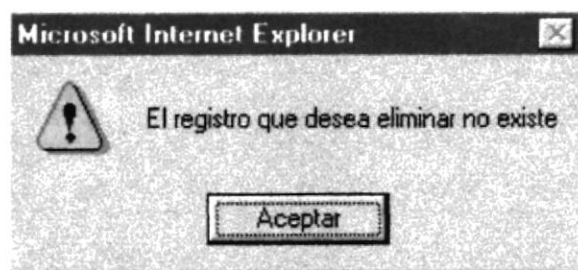 Microsoft Internet Explorer
El registro que desea eliminar no existe
Aceptar